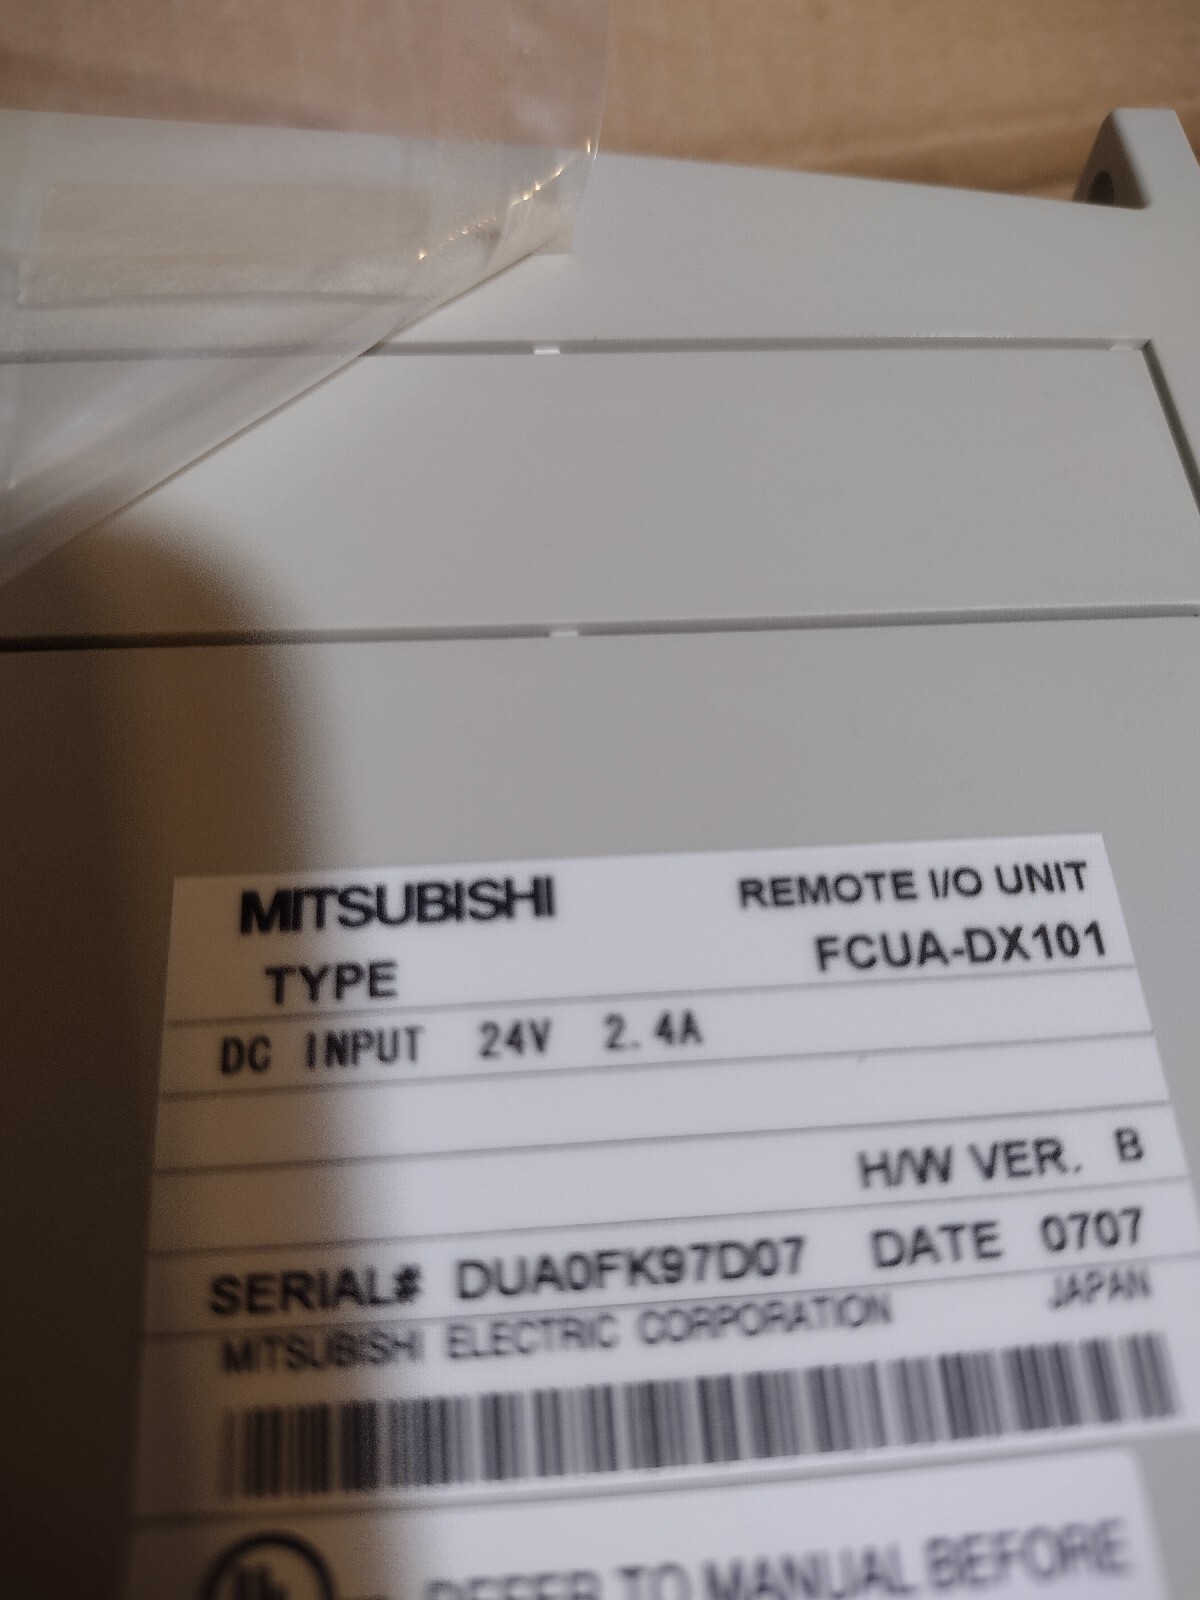 MITSUBISHI REMOTE I/O UNIT
TYPE FCUA-DX101
DC INPUT 24V 2.4A
H/W VER. B
SERIAL# DUA0FK97D07 DATE 0707
MITSUBISHI ELECTRIC CORPORATION JAPAN
UL REFER TO MANUAL BEFORE